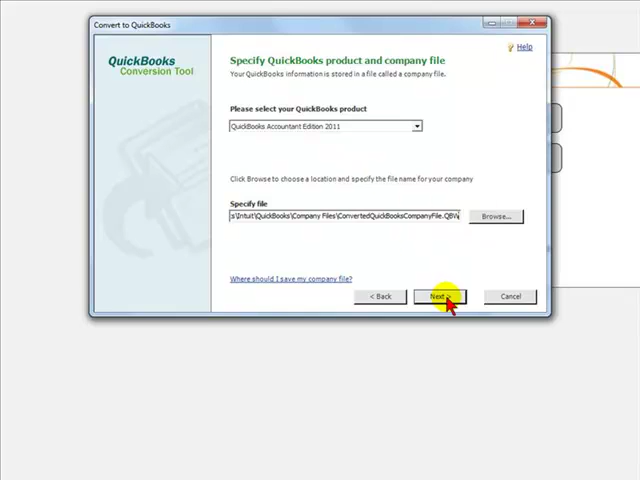 Convert to QuickBooks
Help
QuickBooks
Conversion Tool
Specify QuickBooks product and company file
Your QuickBooks information is stored in a file called a company file.
Please select your QuickBooks product
QuickBooks Accountant Edition 2011
Click Browse to choose a location and specify the file name for your company
Specify file
s\Intuit\QuickBooks\Company Files\ConvertedQuickBooksCompanyFile.QBW
Browse...
Where should I save my company file?
< Back
Next >
Cancel